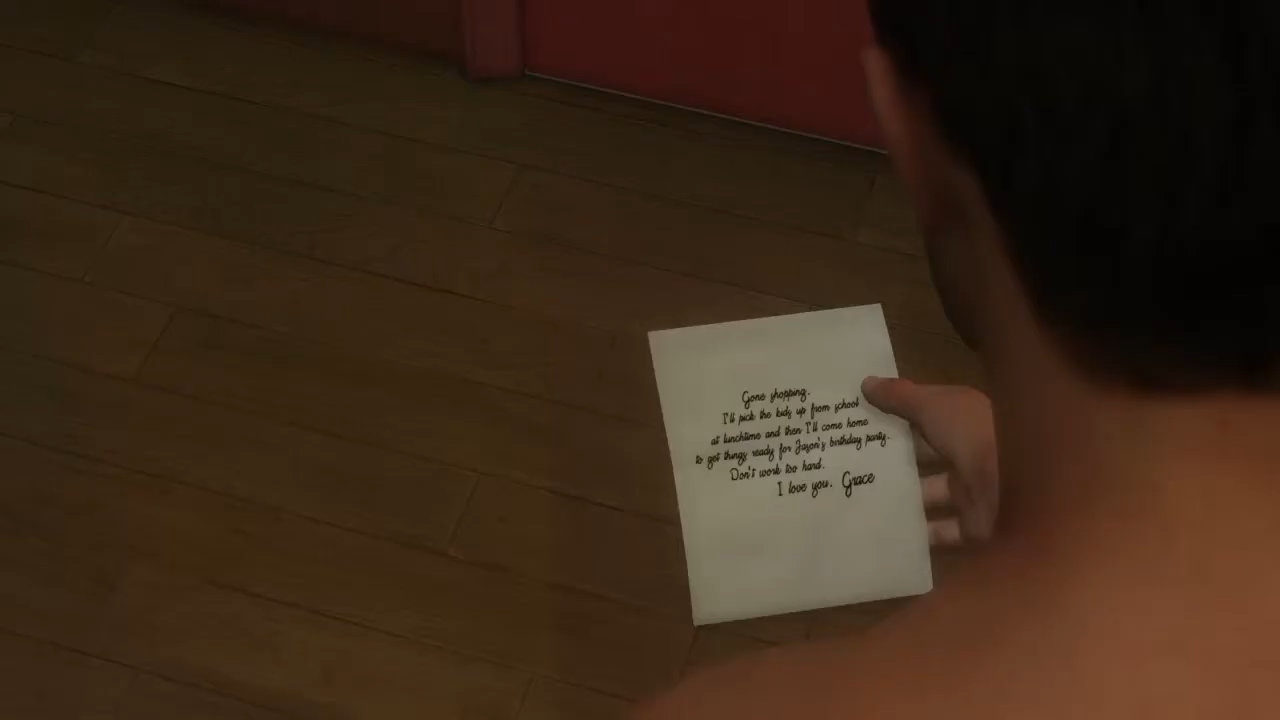 Gone shopping.
I'll pick the kids up from school
at lunchtime and then I'll come home
to get things ready for Jason's birthday party.
Don't work too hard.
I love you. Grace